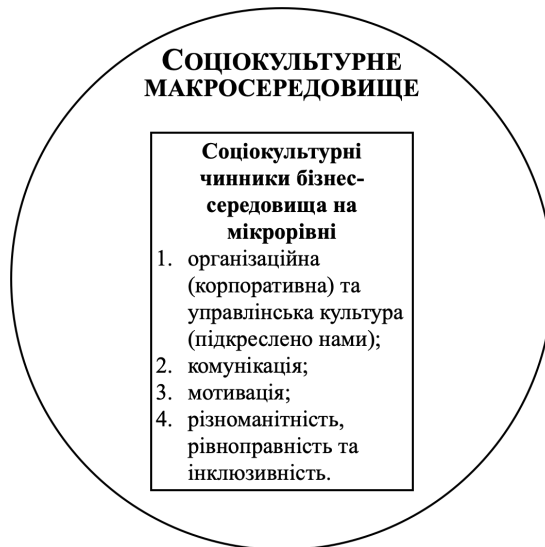 СОЦІОКУЛЬТУРНЕ
МАКРОСЕРЕДОВИЩЕ
Соціокультурні
чинники бізнес-
середовища на
мікрорівні
1. організаційна
(корпоративна) та
управлінська культура
(підкреслено нами);
2. комунікація;
3. мотивація;
4. різноманітність,
рівноправність та
інклюзивність.